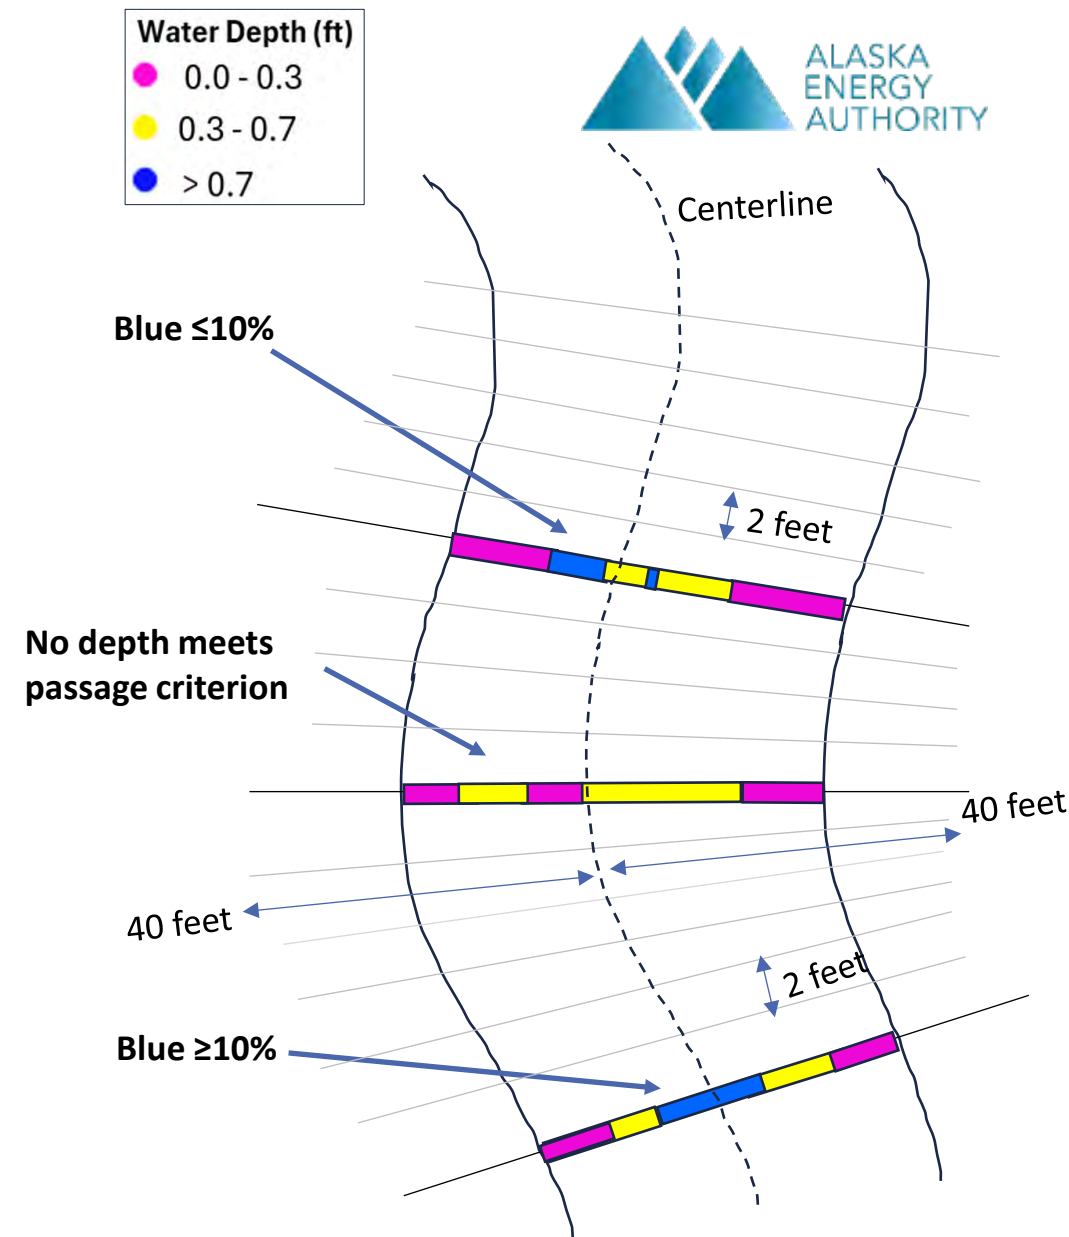 Water Depth (ft)
0.0 - 0.3
0.3 - 0.7
> 0.7
ALASKA
ENERGY
AUTHORITY
Centerline
Blue ≤10%
2 feet
No depth meets
passage criterion
40 feet
40 feet
2 feet
Blue ≥10%